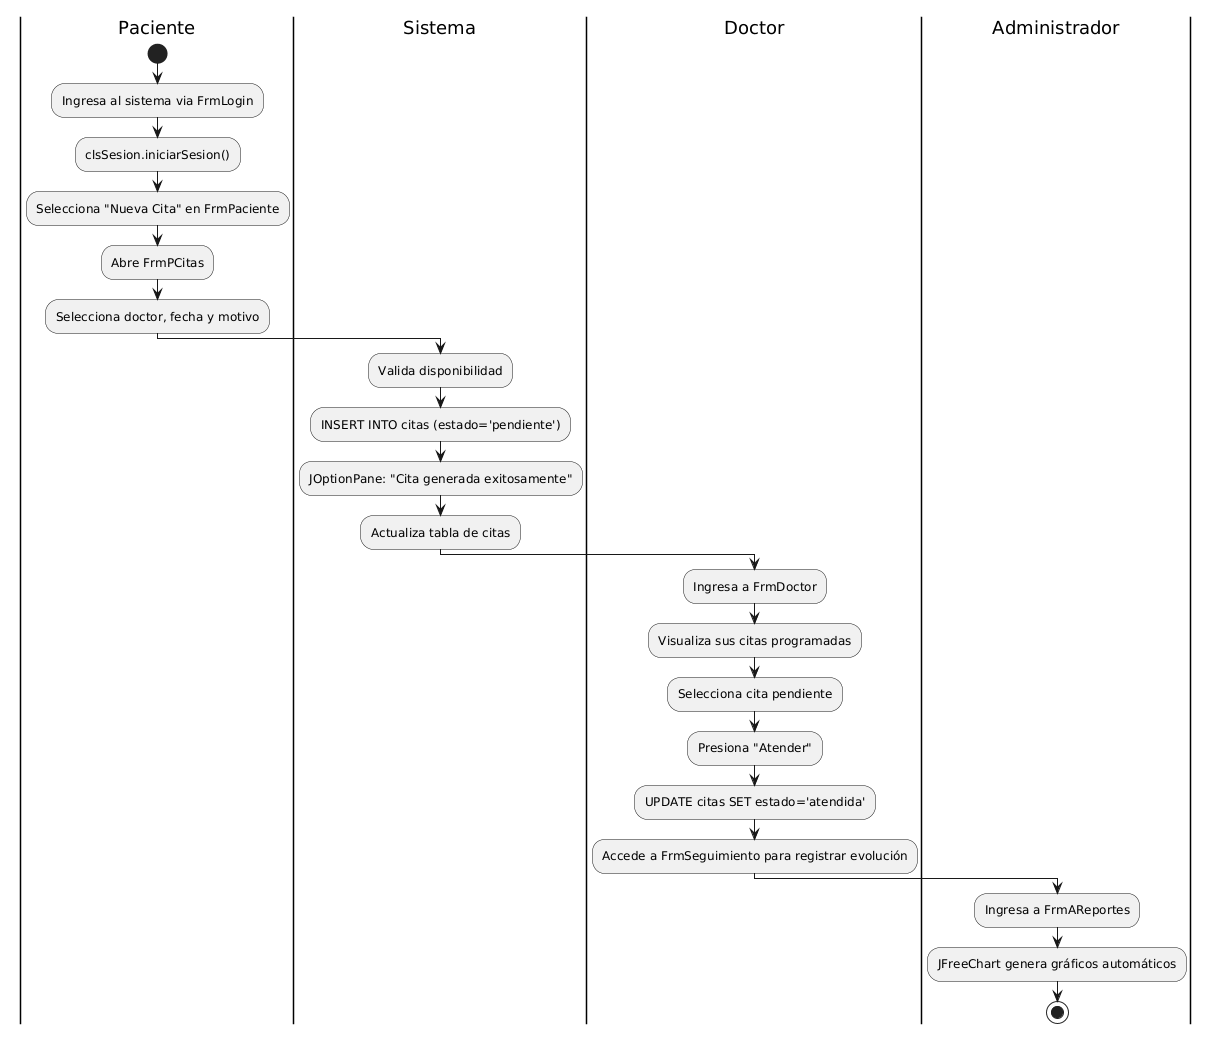 Paciente
Sistema
Doctor
Administrador
Ingresa al sistema via FrmLogin
clsSesion.iniciarSesion()
Selecciona "Nueva Cita" en FrmPaciente
Abre FrmPCitas
Selecciona doctor, fecha y motivo
Valida disponibilidad
INSERT INTO citas (estado='pendiente')
JOptionPane: "Cita generada exitosamente"
Actualiza tabla de citas
Ingresa a FrmDoctor
Visualiza sus citas programadas
Selecciona cita pendiente
Presiona "Atender"
UPDATE citas SET estado='atendida'
Accede a FrmSeguimiento para registrar evolución
Ingresa a FrmAReportes
JFreeChart genera gráficos automáticos